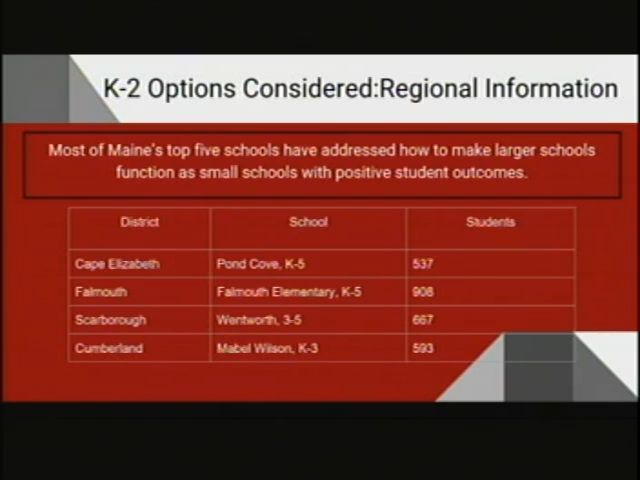 K-2 Options Considered:Regional Information
Most of Maine's top five schools have addressed how to make larger schools
function as small schools with positive student outcomes.
District School Students
Cape Elizabeth Pond Cove, K-5 537
Falmouth Falmouth Elementary, K-5 908
Scarborough Wentworth, 3-5 667
Cumberland Mabel Wilson, K-3 593